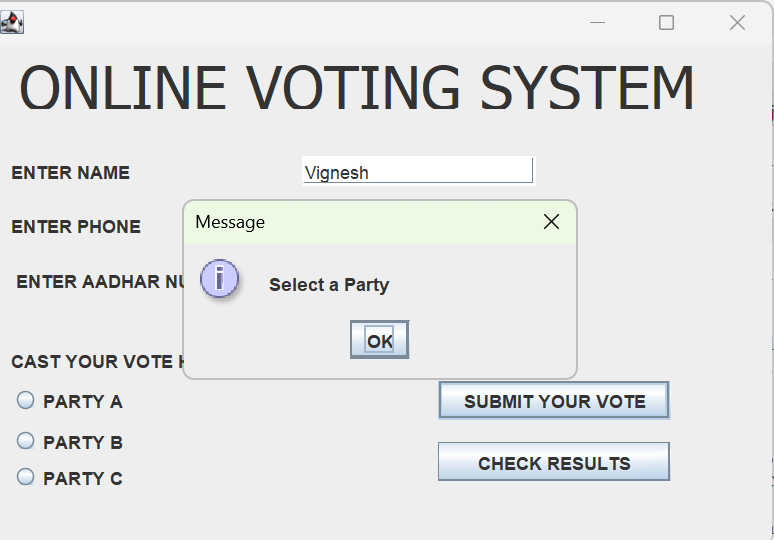 ONLINE VOTING SYSTEM
ENTER NAME
Vignesh
ENTER PHONE
Message
ENTER AADHAR
Select a Party
OK
CAST YOUR VOTE
PARTY A
SUBMIT YOUR VOTE
PARTY B
PARTY C
CHECK RESULTS